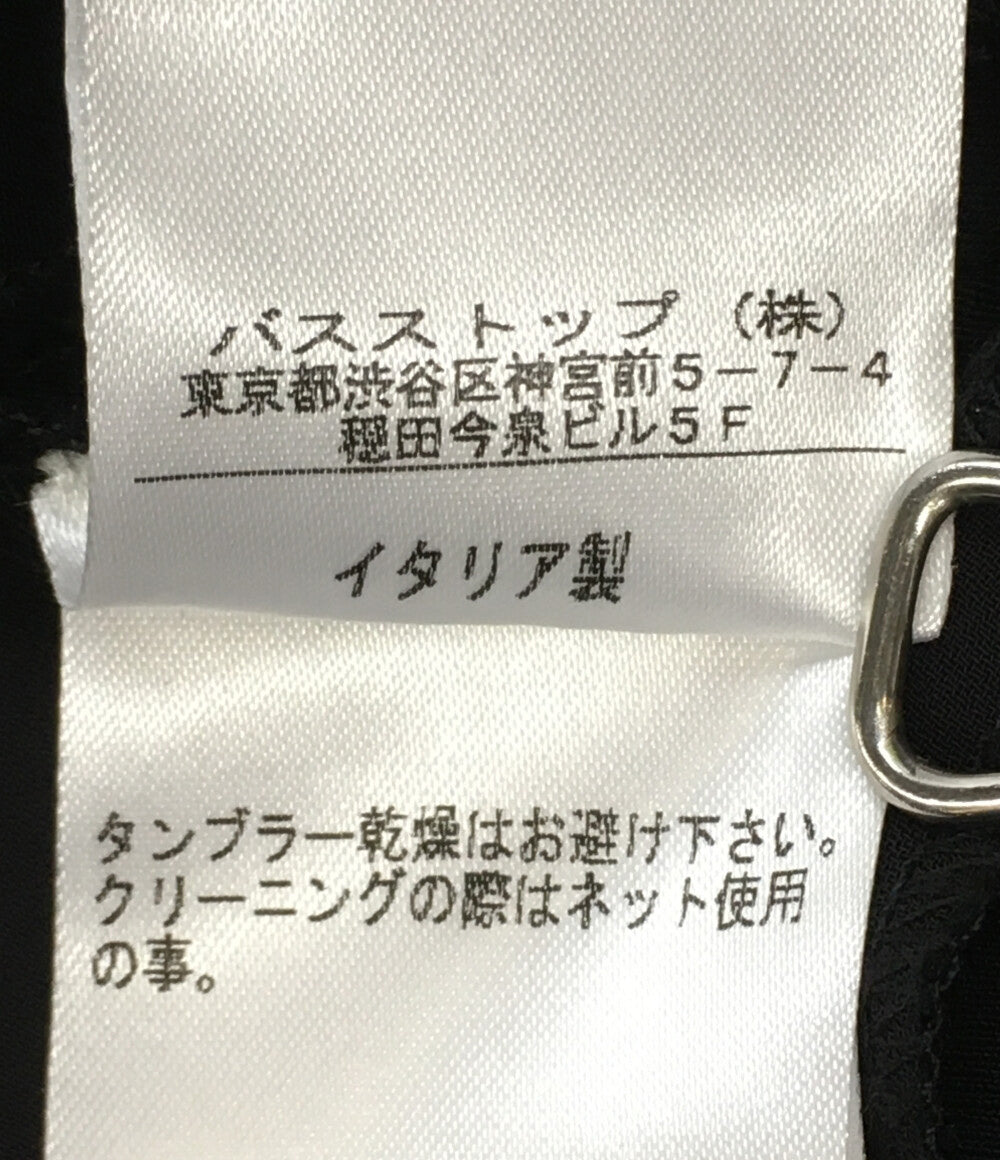 バスストップ（株）
東京都渋谷区神宮前5－7－4
穏田今泉ビル5F
イタリア製
タンブラー乾燥はお避け下さい。
クリーニングの際はネット使用
の事。